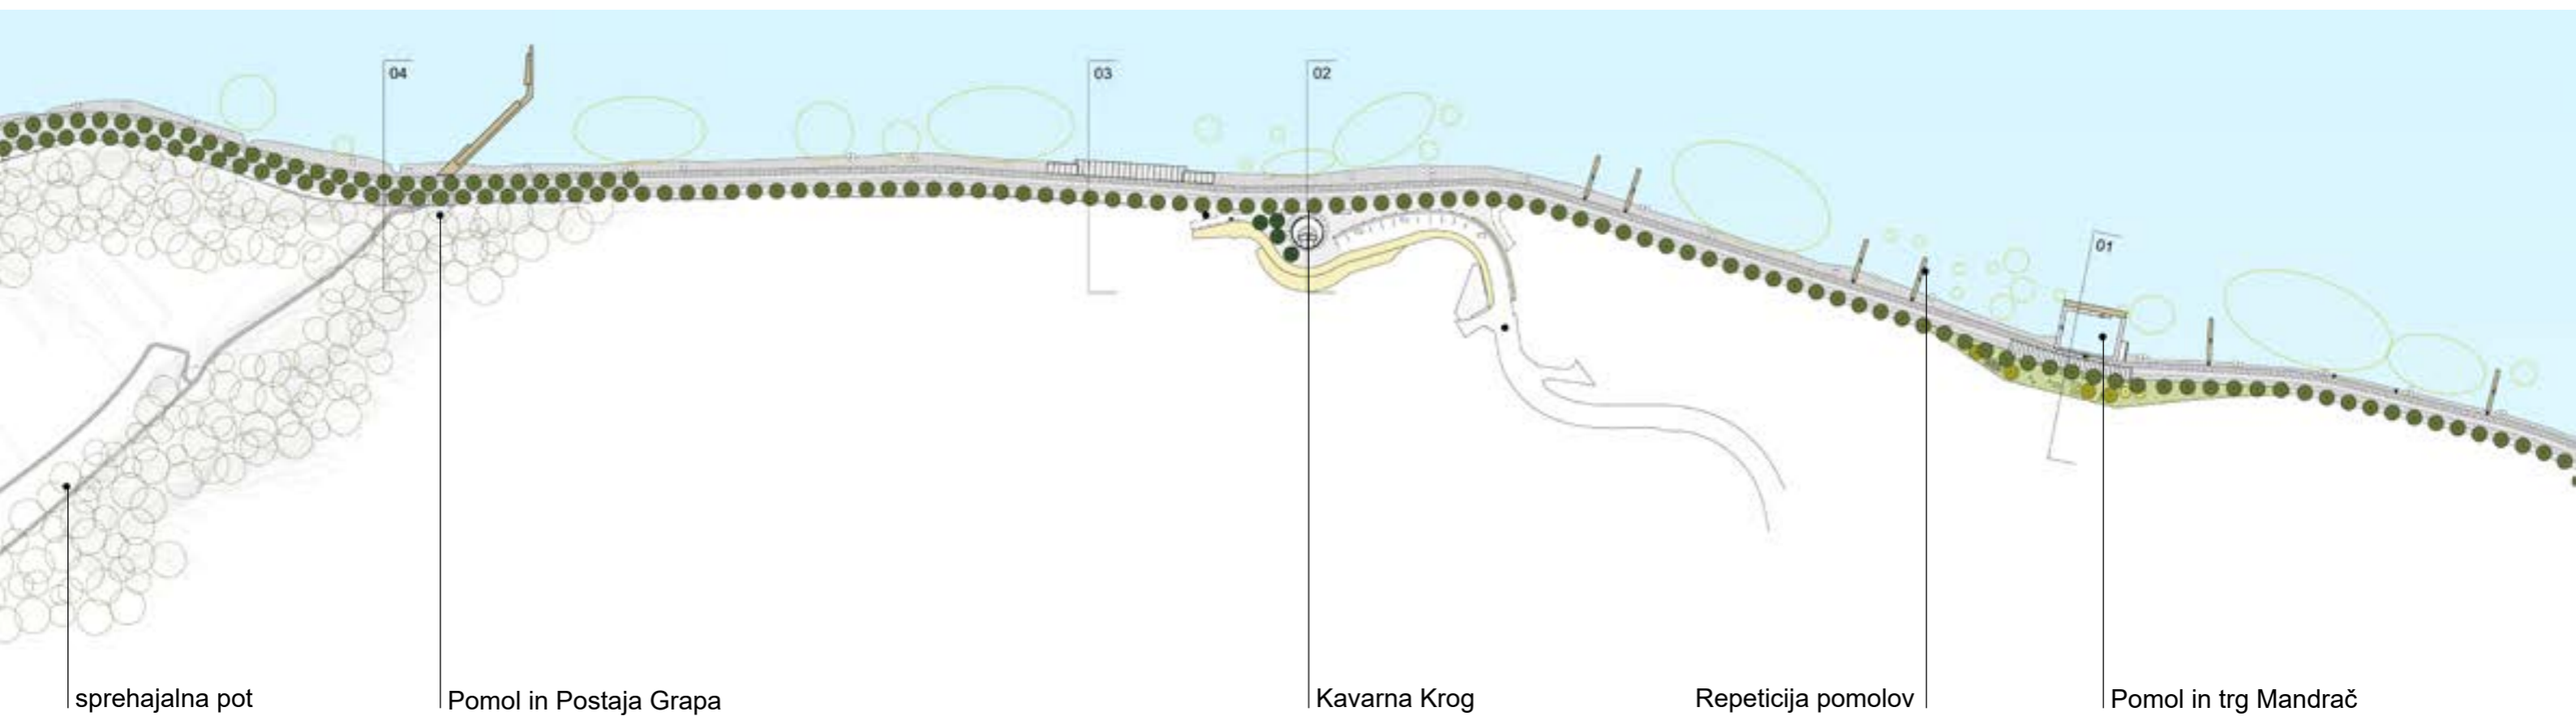 04
03
02
01
sprehajalna pot
Pomol in Postaja Grapa
Kavarna Krog
Repeticija pomolov
Pomol in trg Mandrač